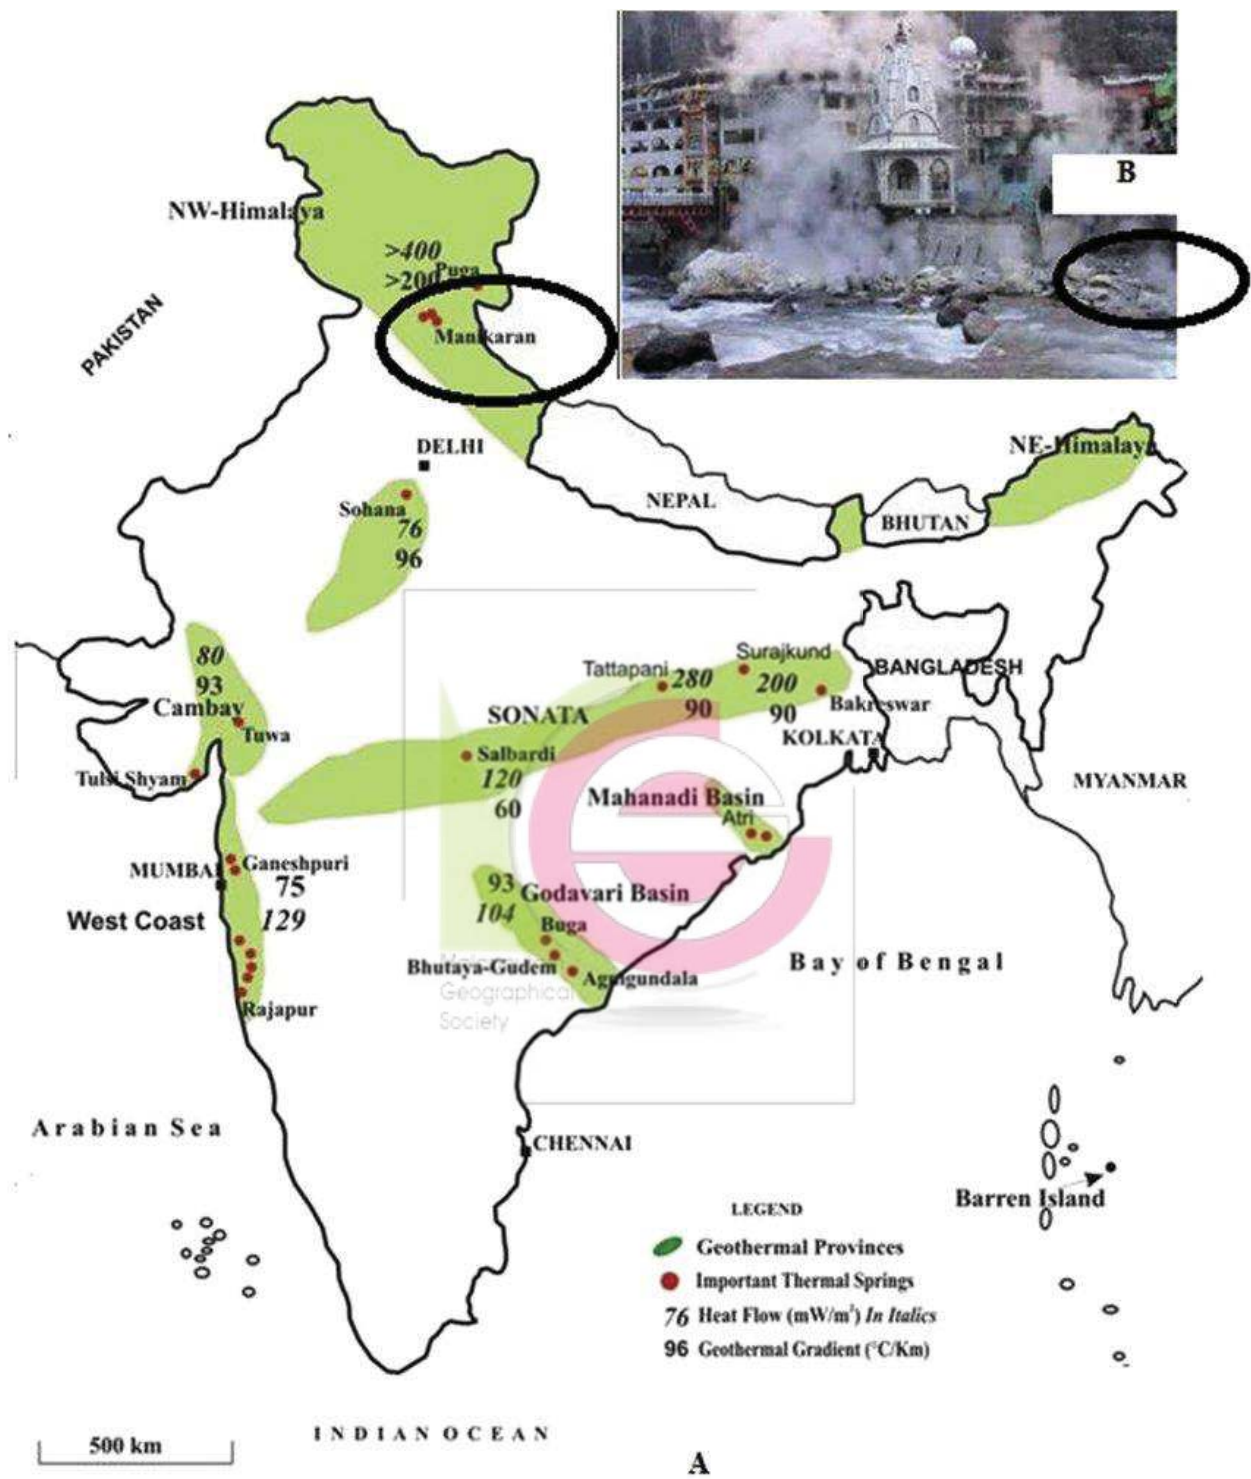 B
NW-Himalaya
>400
Puga
>200
Manikaran
PAKISTAN
DELHI
NE-Himalaya
Sohana
76
96
NEPAL
BHUTAN
80
93
Cambay
Tuwa
Tulsi Shyam
Tattapani
280
90
Surajkund
200
90
Bakreswar
BANGLADESH
SONATA
KOLKATA
Salbardi
120
60
MYANMAR
Mahanadi Basin
Atri
MUMBAI
Ganeshpuri
75
129
West Coast
93
Godavari Basin
104
Buga
Bhutaya-Gudem
Agnigundala
Geographical
Society
Rajapur
Bay of Bengal
Arabian Sea
CHENNAI
Barren Island
LEGEND
Geothermal Provinces
Important Thermal Springs
76 Heat Flow (mW/m²) In Italics
96 Geothermal Gradient (°C/Km)
500 km
INDIAN OCEAN
A